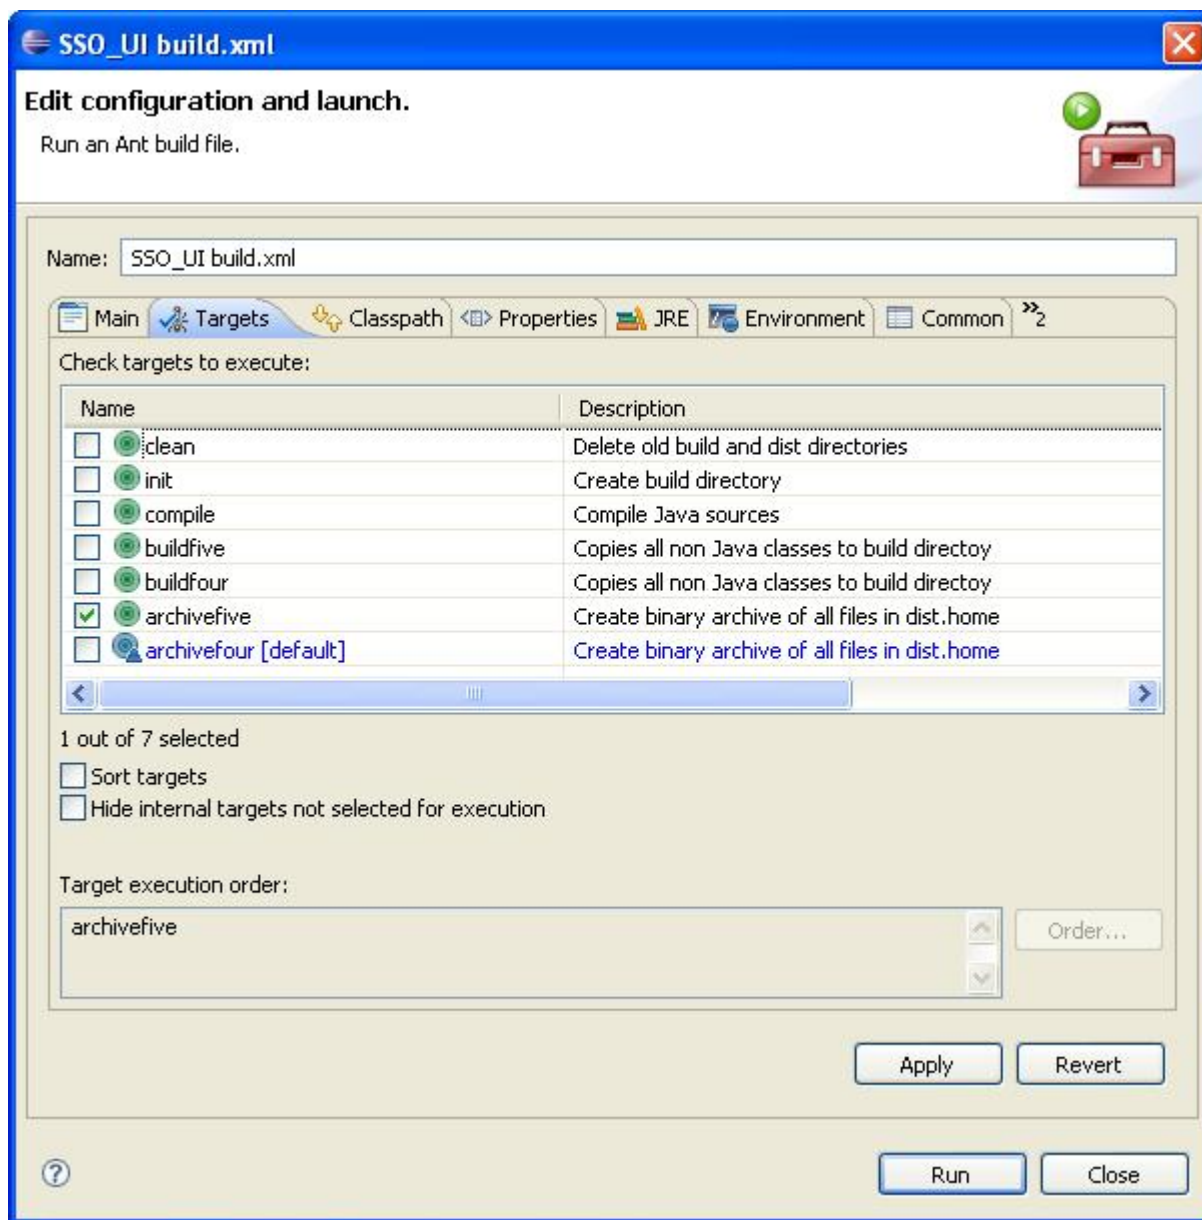 SSO_UI build.xml
Edit configuration and launch.
Run an Ant build file.
Name: SSO_UI build.xml
Main Targets Classpath Properties JRE Environment Common »2
Check targets to execute:
Name Description
clean Delete old build and dist directories
init Create build directory
compile Compile Java sources
buildfive Copies all non Java classes to build directoy
buildfour Copies all non Java classes to build directoy
archivefive Create binary archive of all files in dist.home
archivefour [default] Create binary archive of all files in dist.home
1 out of 7 selected
Sort targets
Hide internal targets not selected for execution
Target execution order:
archivefive
Order...
Apply Revert
Run Close